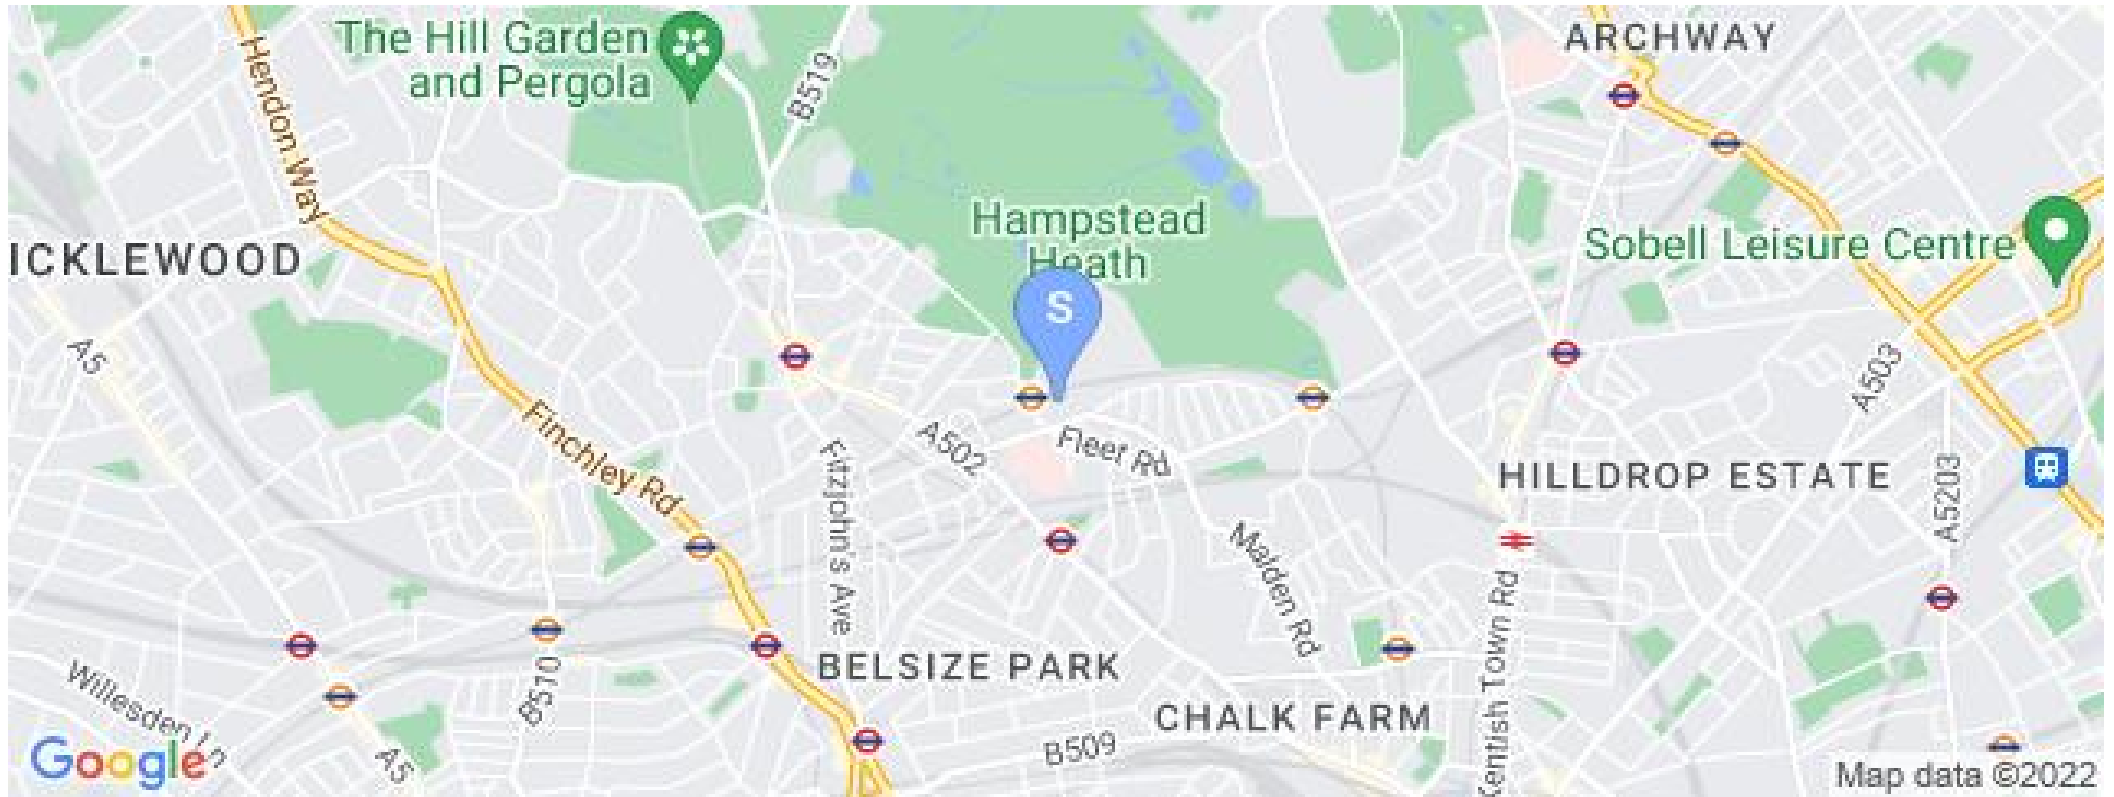 The Hill Garden
and Pergola
B519
ARCHWAY
Hendon Way
Hampstead
Heath
Sobell Leisure Centre
ICKLEWOOD
S
A5
A503
Finchley Rd
A502
Fleet Rd
Fitzjohn's Ave
HILLDROP ESTATE
A5203
Malden Rd
Kentish Town Rd
BELSIZE PARK
B510
Willesden Ln
CHALK FARM
B509
A5
Google
Map data ©2022